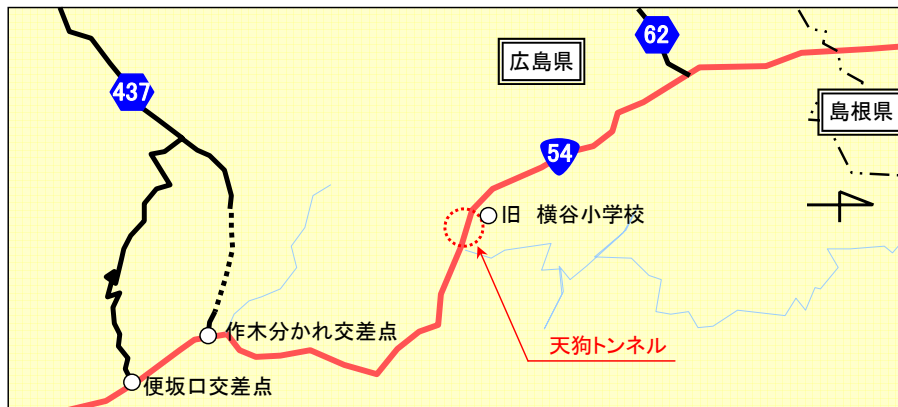 62
広島県
437
島根県
54
旧 横谷小学校
作木分かれ交差点
天狗トンネル
便坂口交差点